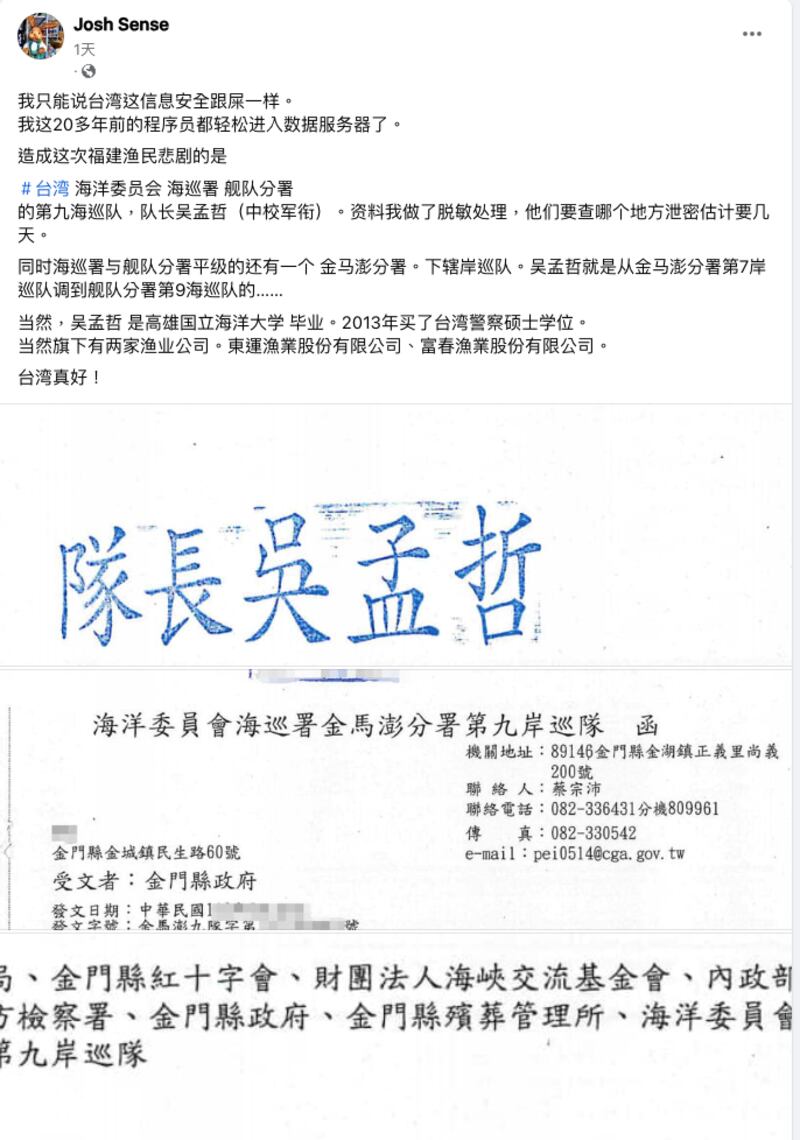 Josh Sense
1天
我只能说台湾这信息安全跟屎一样。
我这20多年前的程序员都轻松进入数据服务器了。
造成这次福建渔民悲剧的是
#台湾 海洋委员会 海巡署 舰队分署
的第九海巡队，队长吴孟哲（中校军衔）。资料我做了脱敏处理，他们要查哪个地方泄密估计要几
天。
同时海巡署与舰队分署平级的还有一个 金马澎分署。下辖岸巡队。吴孟哲就是从金马澎分署第7岸
巡队调到舰队分署第9海巡队的......
当然，吴孟哲 是高雄国立海洋大学 毕业。2013年买了台湾警察硕士学位。
当然旗下有两家渔业公司。東運漁業股份有限公司、富春漁業股份有限公司。
台湾真好！
隊長吳孟哲
海洋委員會海巡署金馬澎分署第九岸巡隊 函
機關地址：89146金門縣金湖鎮正義里尚義
200號
聯 絡 人：蔡宗沛
聯絡電話：082-336431分機809961
傳 真：082-330542
e-mail：pei0514@cga.gov.tw
金門縣金城鎮民生路60號
受文者：金門縣政府
發文日期：中華民國1
發文字號：金馬澎九隊字第 號
局、金門縣紅十字會、財團法人海峽交流基金會、內政部
方檢察署、金門縣政府、金門縣殯葬管理所、海洋委員會
第九岸巡隊